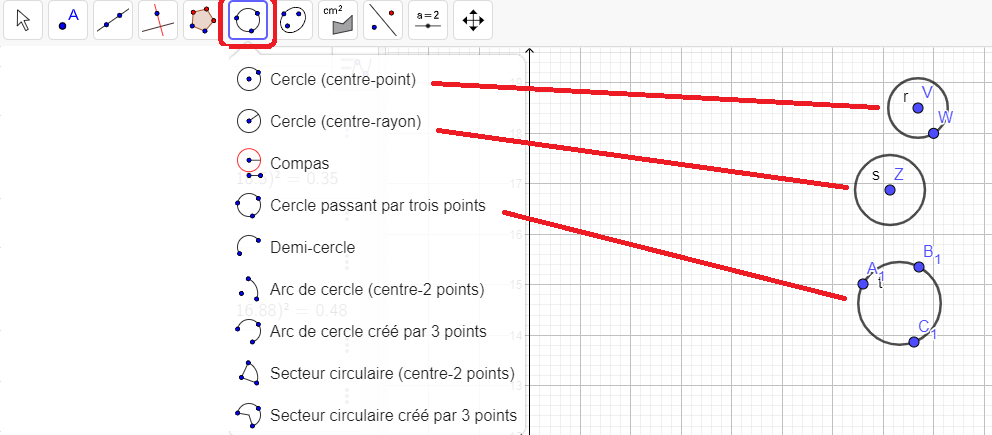 A
cm²
a=2
Cercle (centre-point)
Cercle (centre-rayon)
Compas
)² = 0.35
Cercle passant par trois points
Demi-cercle
Arc de cercle (centre-2 points)
16.88)² = 0.48
Arc de cercle créé par 3 points
Secteur circulaire (centre-2 points)
Secteur circulaire créé par 3 points
17
16
15
14
13
r V
W
s Z
B₁
A₁
C₁